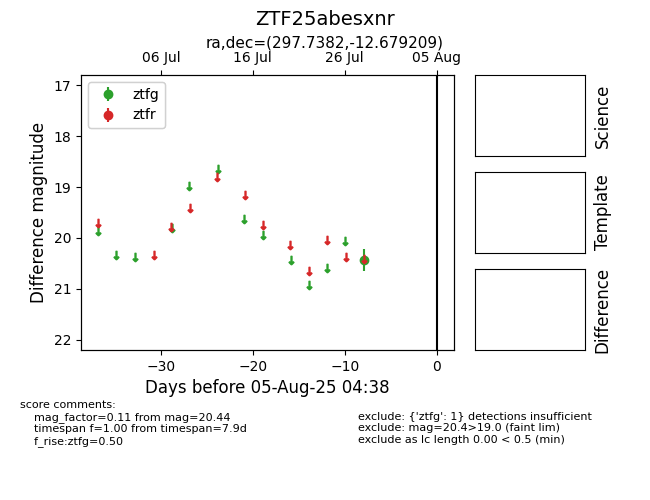 ZTF25abesxnr
ra,dec=(297.7382,-12.679209)
06 Jul 16 Jul 26 Jul 05 Aug
ztfg
ztfr
17
18
19
20
21
22
Difference magnitude
−30 −20 −10 0
Days before 05-Aug-25 04:38
Science
Template
Difference
score comments:
mag_factor=0.11 from mag=20.44
timespan f=1.00 from timespan=7.9d
f_rise:ztfg=0.50
exclude: {'ztfg': 1} detections insufficient
exclude: mag=20.4>19.0 (faint lim)
exclude as lc length 0.00 < 0.5 (min)